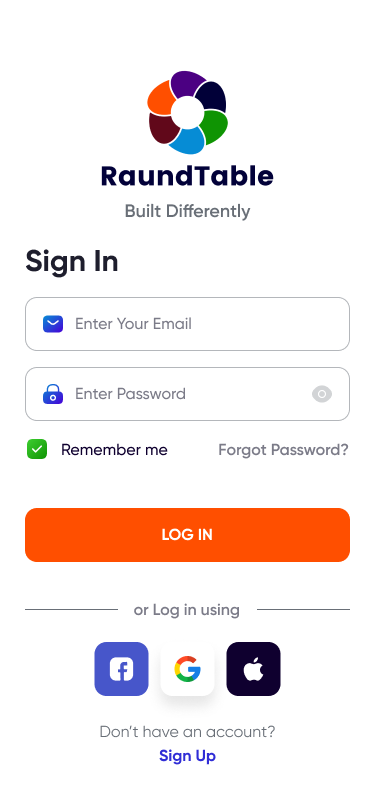 RaundTable
Built Differently
Sign In
Enter Your Email
Enter Password
Remember me
Forgot Password?
LOG IN
or Log in using
Don’t have an account?
Sign Up